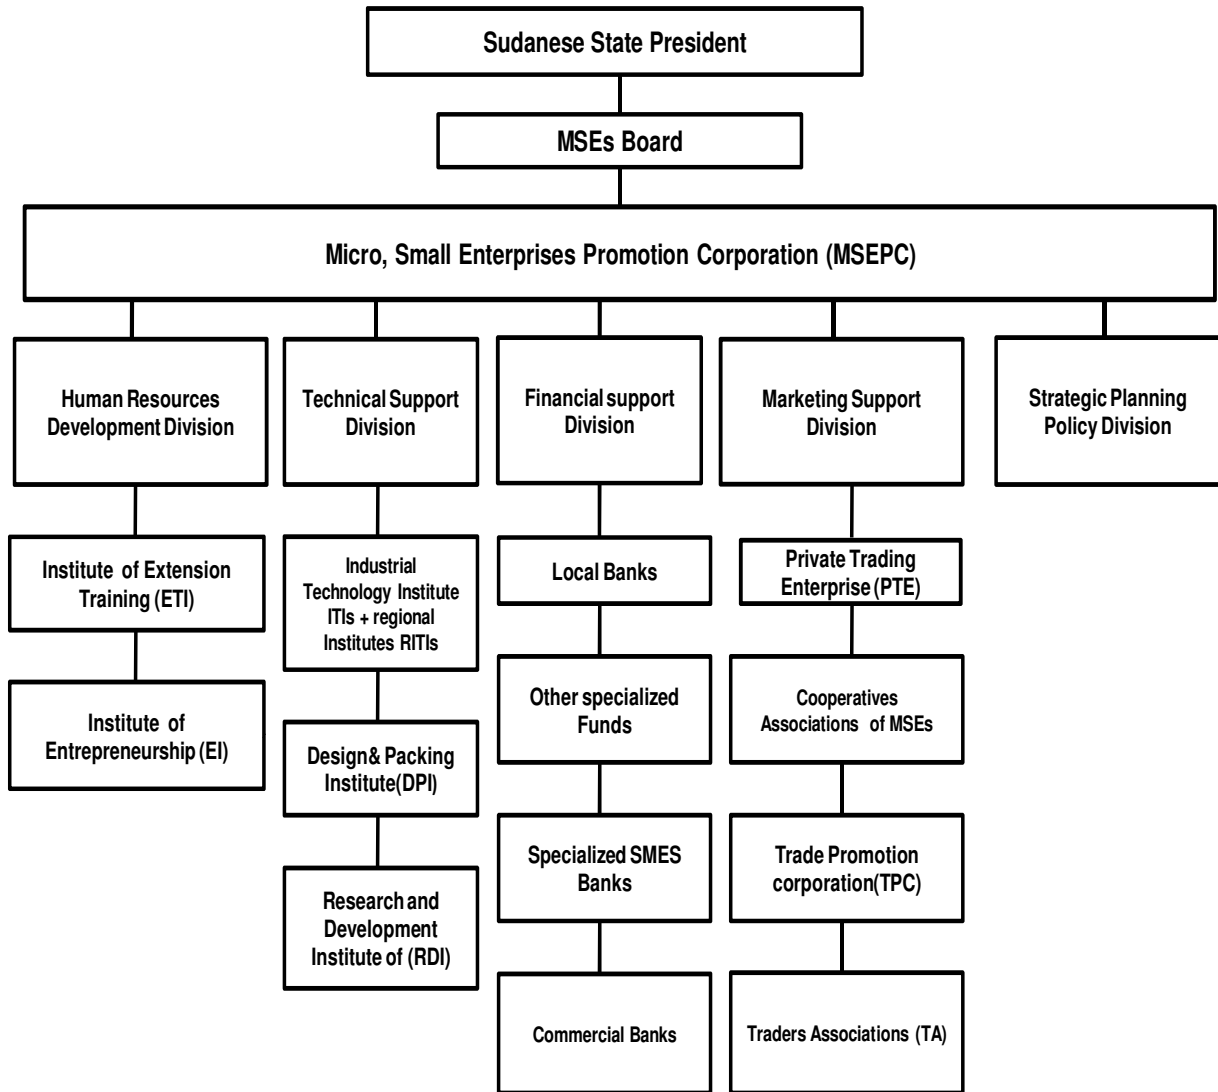 Sudanese State President
MSEs Board
Micro, Small Enterprises Promotion Corporation (MSEPC)
Human Resources
Development Division
Technical Support
Division
Financial support
Division
Marketing Support
Division
Strategic Planning
Policy Division
Institute of Extension
Training (ETI)
Institute of
Entrepreneurship (EI)
Industrial
Technology Institute
ITIs + regional
Institutes RITIs
Design& Packing
Institute(DPI)
Research and
Development
Institute of (RDI)
Local Banks
Other specialized
Funds
Specialized SMES
Banks
Commercial Banks
Private Trading
Enterprise (PTE)
Cooperatives
Associations of MSEs
Trade Promotion
corporation(TPC)
Traders Associations (TA)